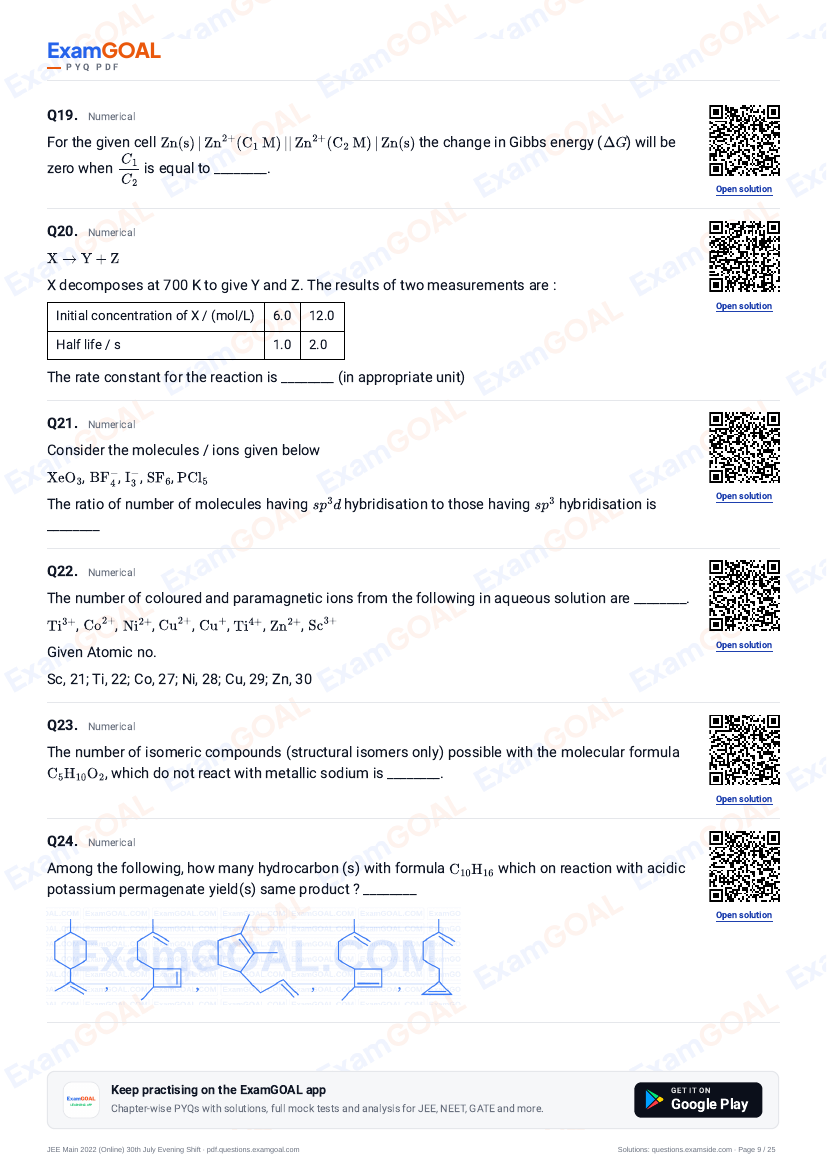 ExamGOAL
PYQ PDF
Q19. Numerical
For the given cell Zn(s) | Zn²⁺(C₁ M) || Zn²⁺(C₂ M) | Zn(s) the change in Gibbs energy (ΔG) will be
zero when C₁/C₂ is equal to ________.
Open solution
Q20. Numerical
X → Y + Z
X decomposes at 700 K to give Y and Z. The results of two measurements are :
Initial concentration of X / (mol/L) 6.0 12.0
Half life / s 1.0 2.0
The rate constant for the reaction is ________ (in appropriate unit)
Open solution
Q21. Numerical
Consider the molecules / ions given below
XeO₃, BF₄⁻, I₃⁻, SF₆, PCl₅
The ratio of number of molecules having sp³d hybridisation to those having sp³ hybridisation is
________
Open solution
Q22. Numerical
The number of coloured and paramagnetic ions from the following in aqueous solution are ________.
Ti³⁺, Co²⁺, Ni²⁺, Cu²⁺, Cu⁺, Ti⁴⁺, Zn²⁺, Sc³⁺
Given Atomic no.
Sc, 21; Ti, 22; Co, 27; Ni, 28; Cu, 29; Zn, 30
Open solution
Q23. Numerical
The number of isomeric compounds (structural isomers only) possible with the molecular formula
C₅H₁₀O₂, which do not react with metallic sodium is ________.
Open solution
Q24. Numerical
Among the following, how many hydrocarbon (s) with formula C₁₀H₁₆ which on reaction with acidic
potassium permagenate yield(s) same product ? ________
Open solution
ExamGOAL.COM
, , , ,
Keep practising on the ExamGOAL app
Chapter-wise PYQs with solutions, full mock tests and analysis for JEE, NEET, GATE and more.
GET IT ON
Google Play
JEE Main 2022 (Online) 30th July Evening Shift · pdf.questions.examgoal.com
Solutions: questions.examside.com · Page 9 / 25